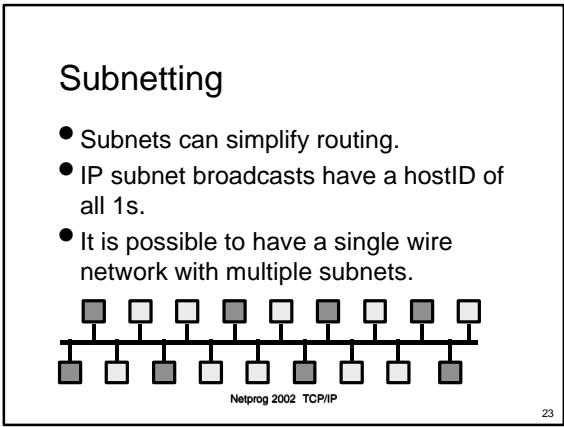 Subnetting
● Subnets can simplify routing.
● IP subnet broadcasts have a hostID of
all 1s.
● It is possible to have a single wire
network with multiple subnets.
Netprog 2002 TCP/IP
23